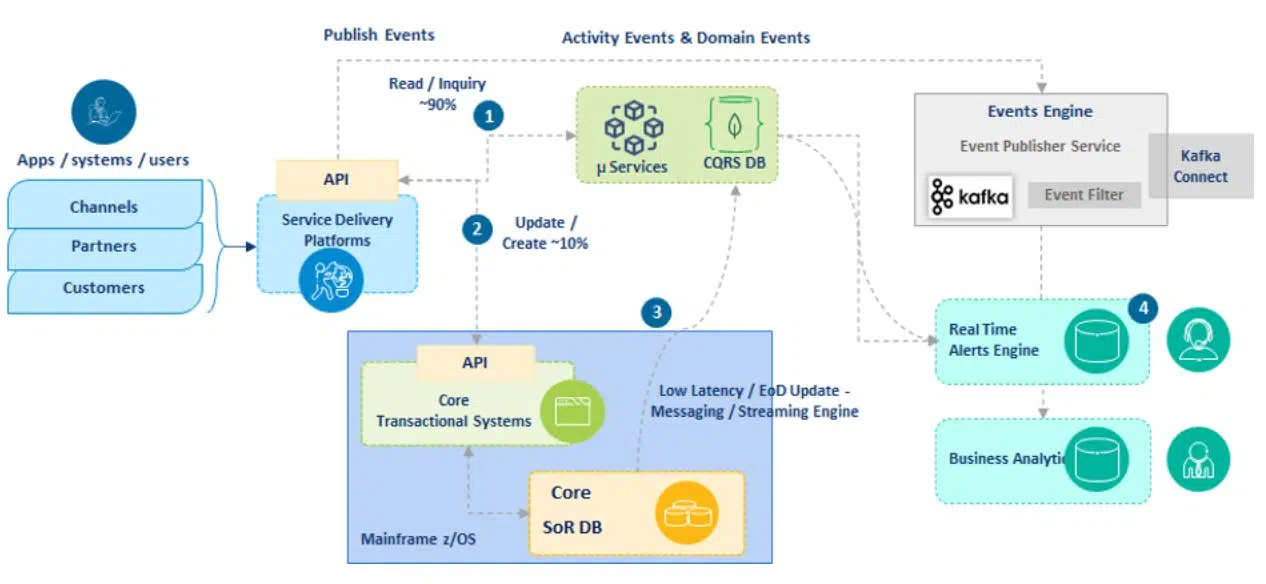 Publish Events
Activity Events & Domain Events
Read / Inquiry
~90%
1
Events Engine
Event Publisher Service
kafka
Event Filter
Kafka
Connect
µ Services
CQRS DB
Apps / systems / users
Channels
Partners
Customers
API
Service Delivery
Platforms
2
Update /
Create ~10%
3
4
Real Time
Alerts Engine
API
Core
Transactional Systems
Low Latency / EoD Update -
Messaging / Streaming Engine
Business Analytic
Core
SoR DB
Mainframe z/OS